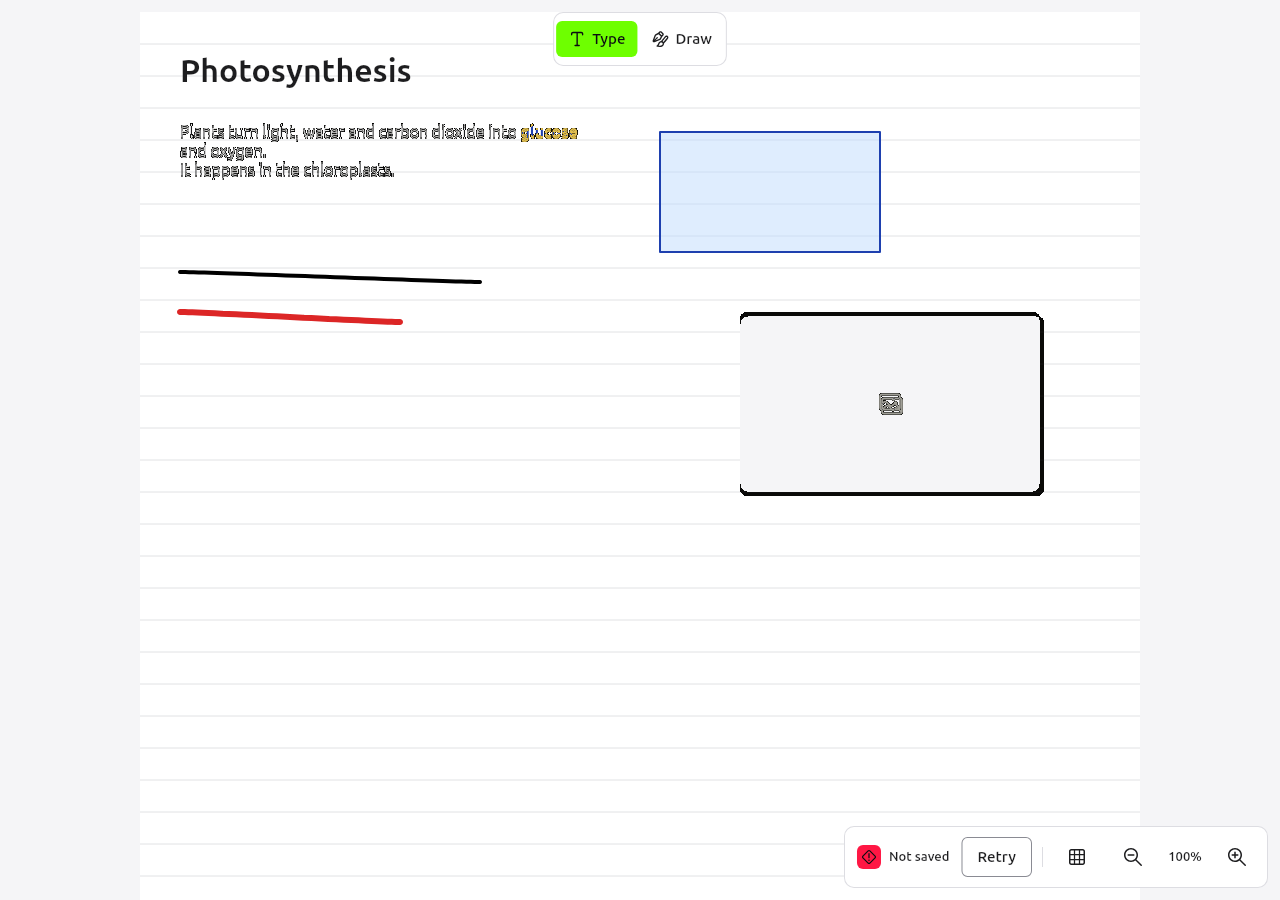 Type
Draw
Photosynthesis
Plants turn light, water and carbon dioxide into glucose
and oxygen.
It happens in the chloroplasts.
Not saved
Retry
100%